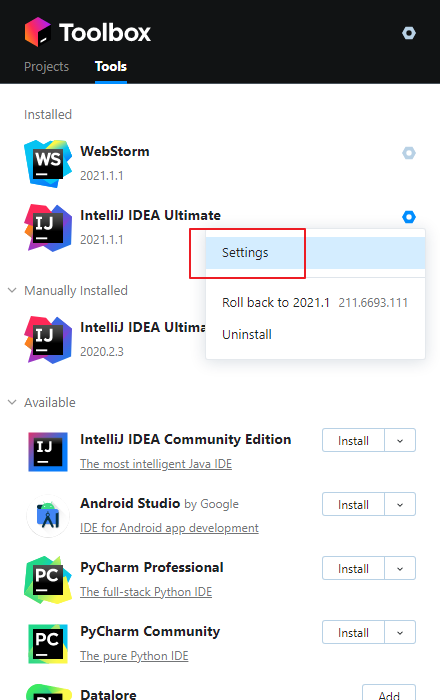 Toolbox
Projects Tools
Installed
WS WebStorm
2021.1.1
IJ IntelliJ IDEA Ultimate
2021.1.1
Settings
Manually Installed
Roll back to 2021.1 211.6693.111
IJ IntelliJ IDEA Ultima
2020.2.3
Uninstall
Available
IJ IntelliJ IDEA Community Edition
The most intelligent Java IDE
Install
Android Studio by Google
IDE for Android app development
Install
PC PyCharm Professional
The full-stack Python IDE
Install
PC PyCharm Community
The pure Python IDE
Install
Datalore
Add